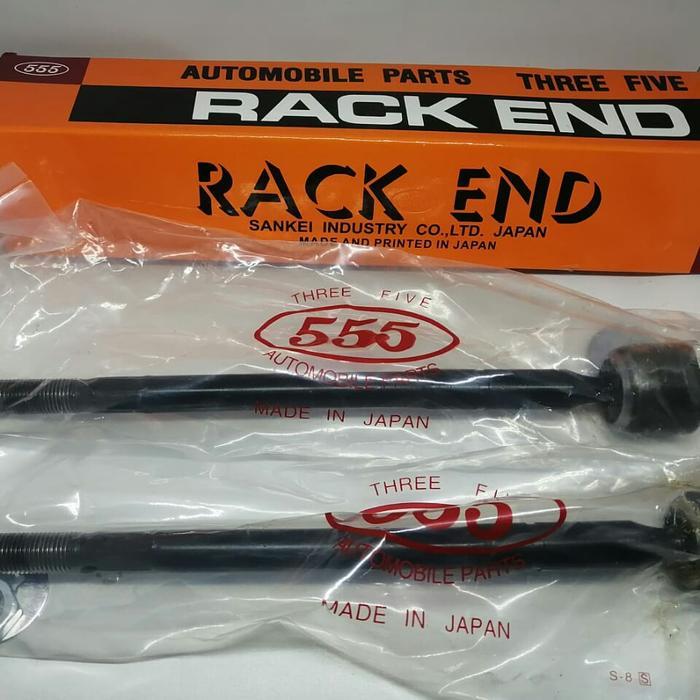 555
AUTOMOBILE PARTS THREE FIVE
RACK END
RACK END
SANKEI INDUSTRY CO.,LTD. JAPAN
MADE AND PRINTED IN JAPAN
THREE FIVE
555
AUTOMOBILE PARTS
MADE IN JAPAN
THREE
AUTOMOBILE PARTS
MADE IN JAPAN
S-8 S